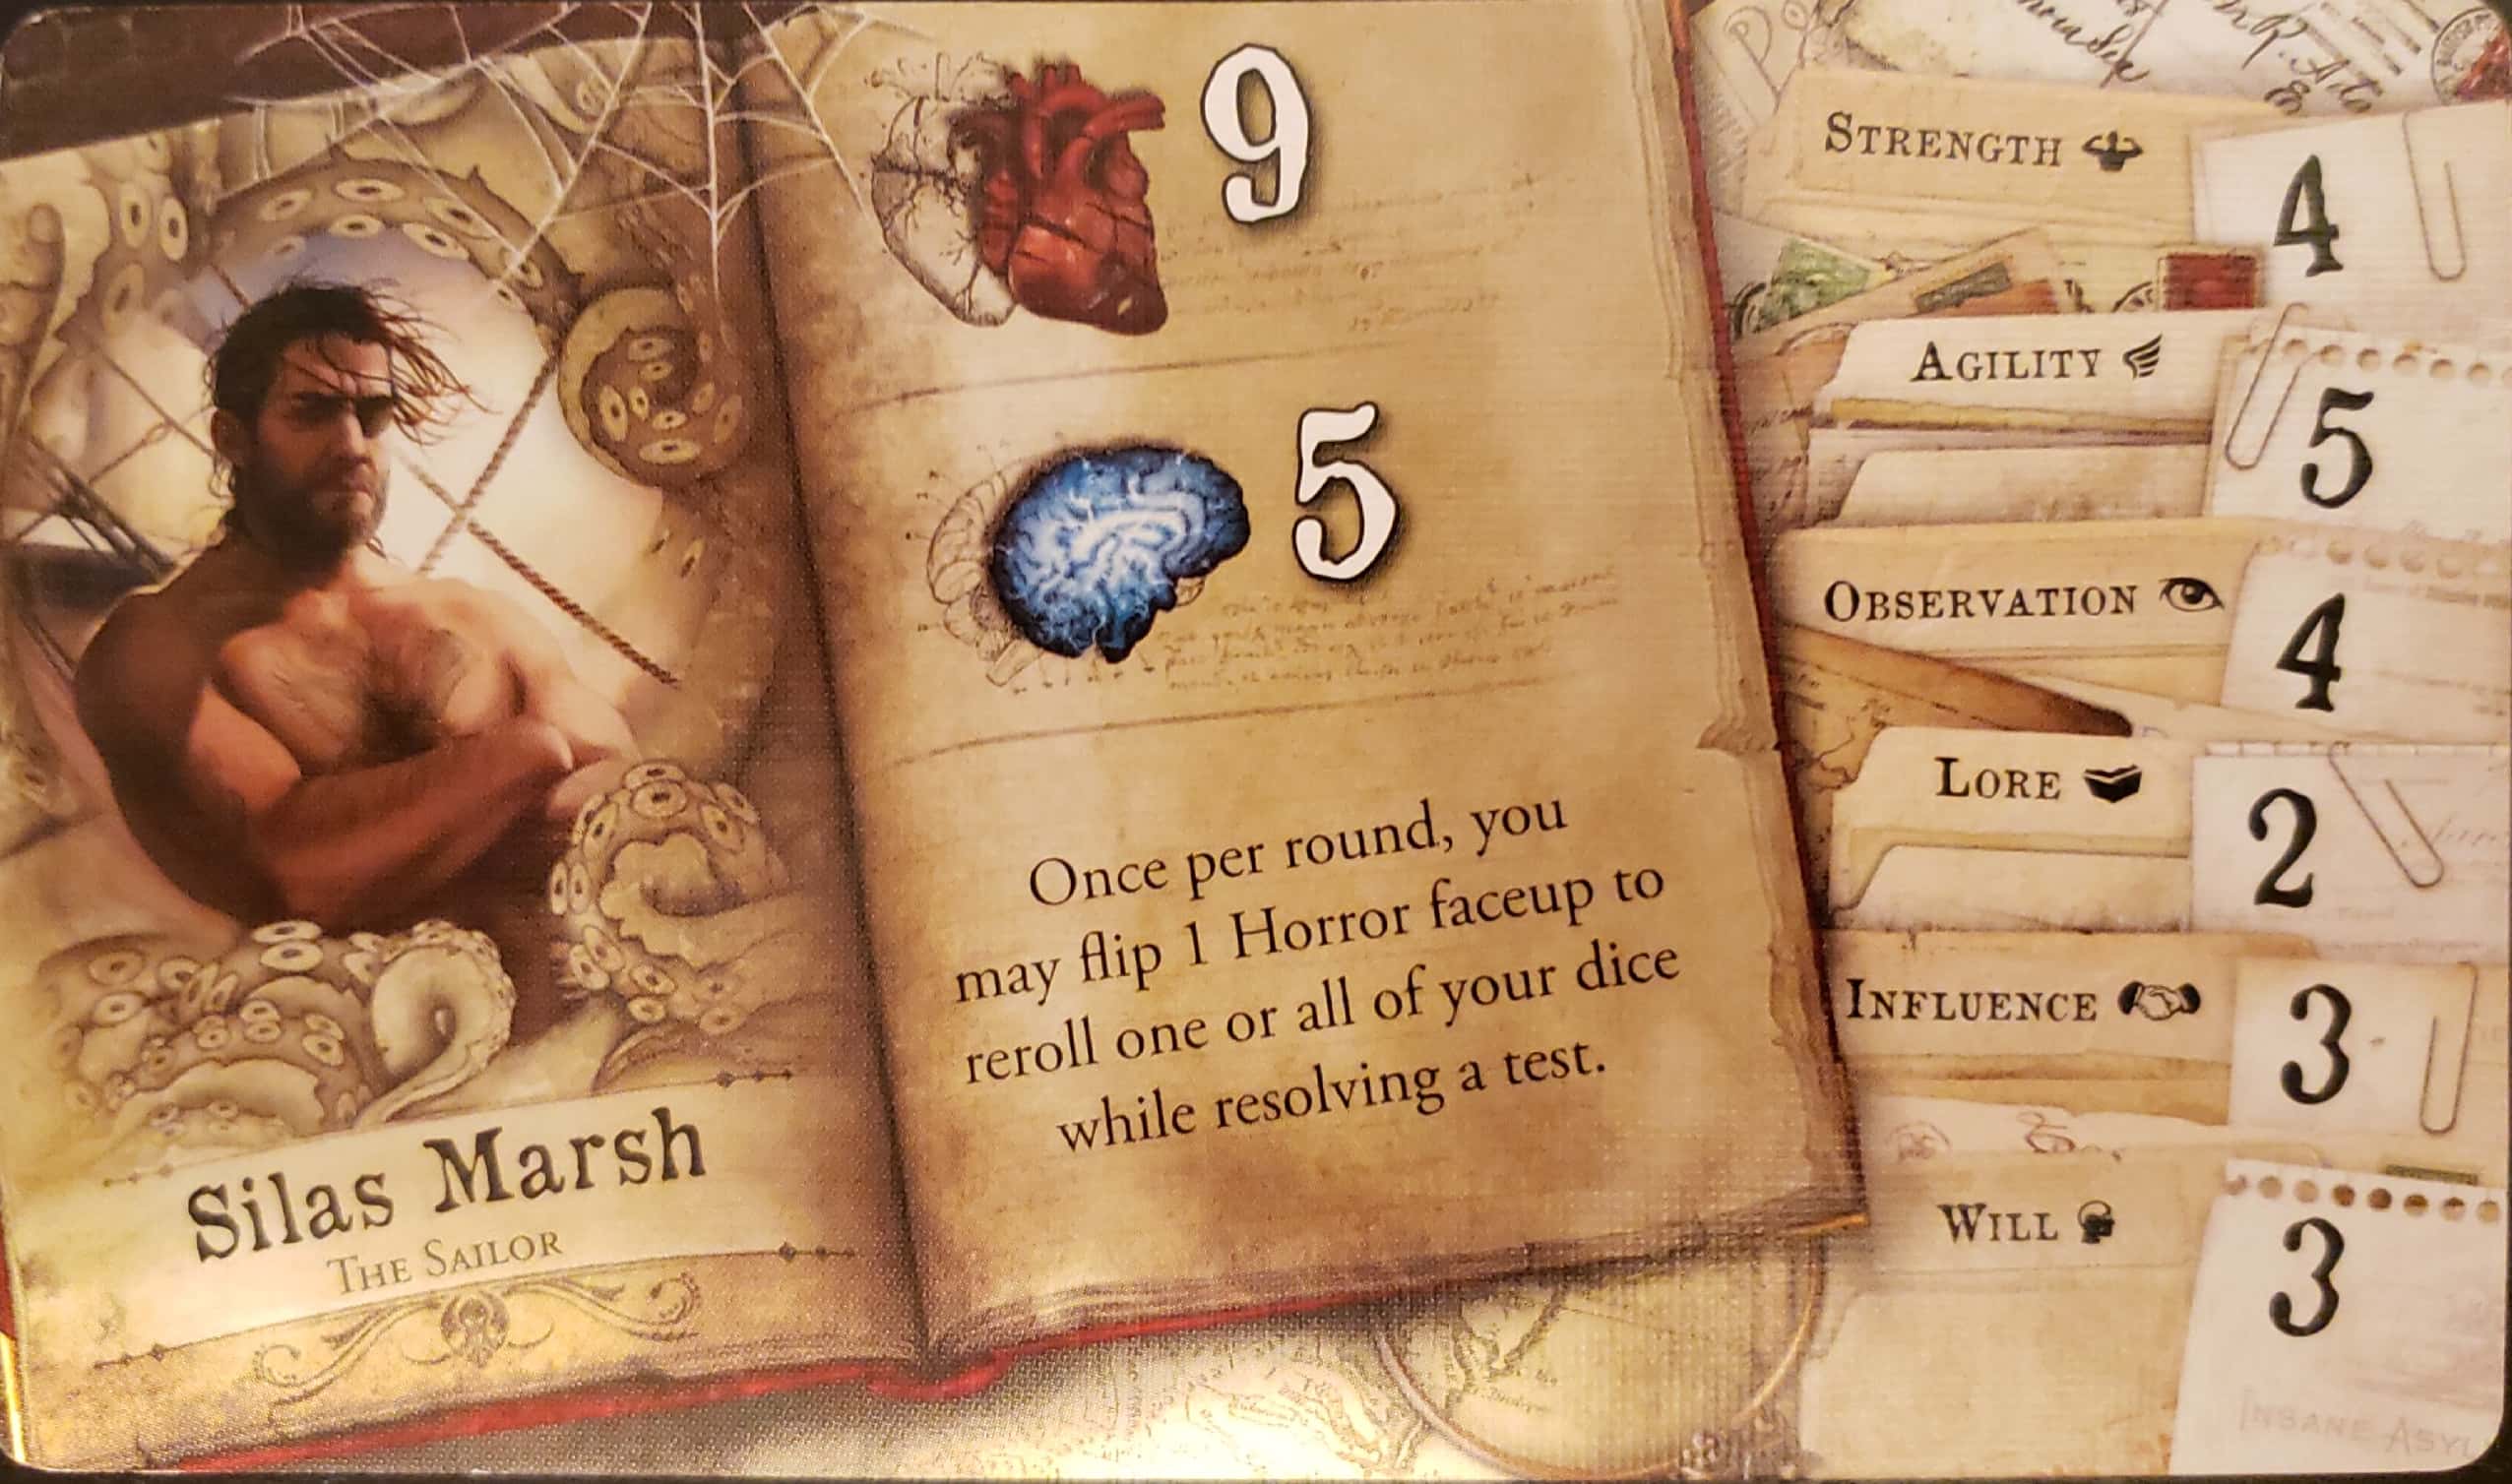 Silas Marsh
The Sailor
9
5
Once per round, you
may flip 1 Horror faceup to
reroll one or all of your dice
while resolving a test.
Strength 4
Agility 5
Observation 4
Lore 2
Influence 3
Will 3
Insane